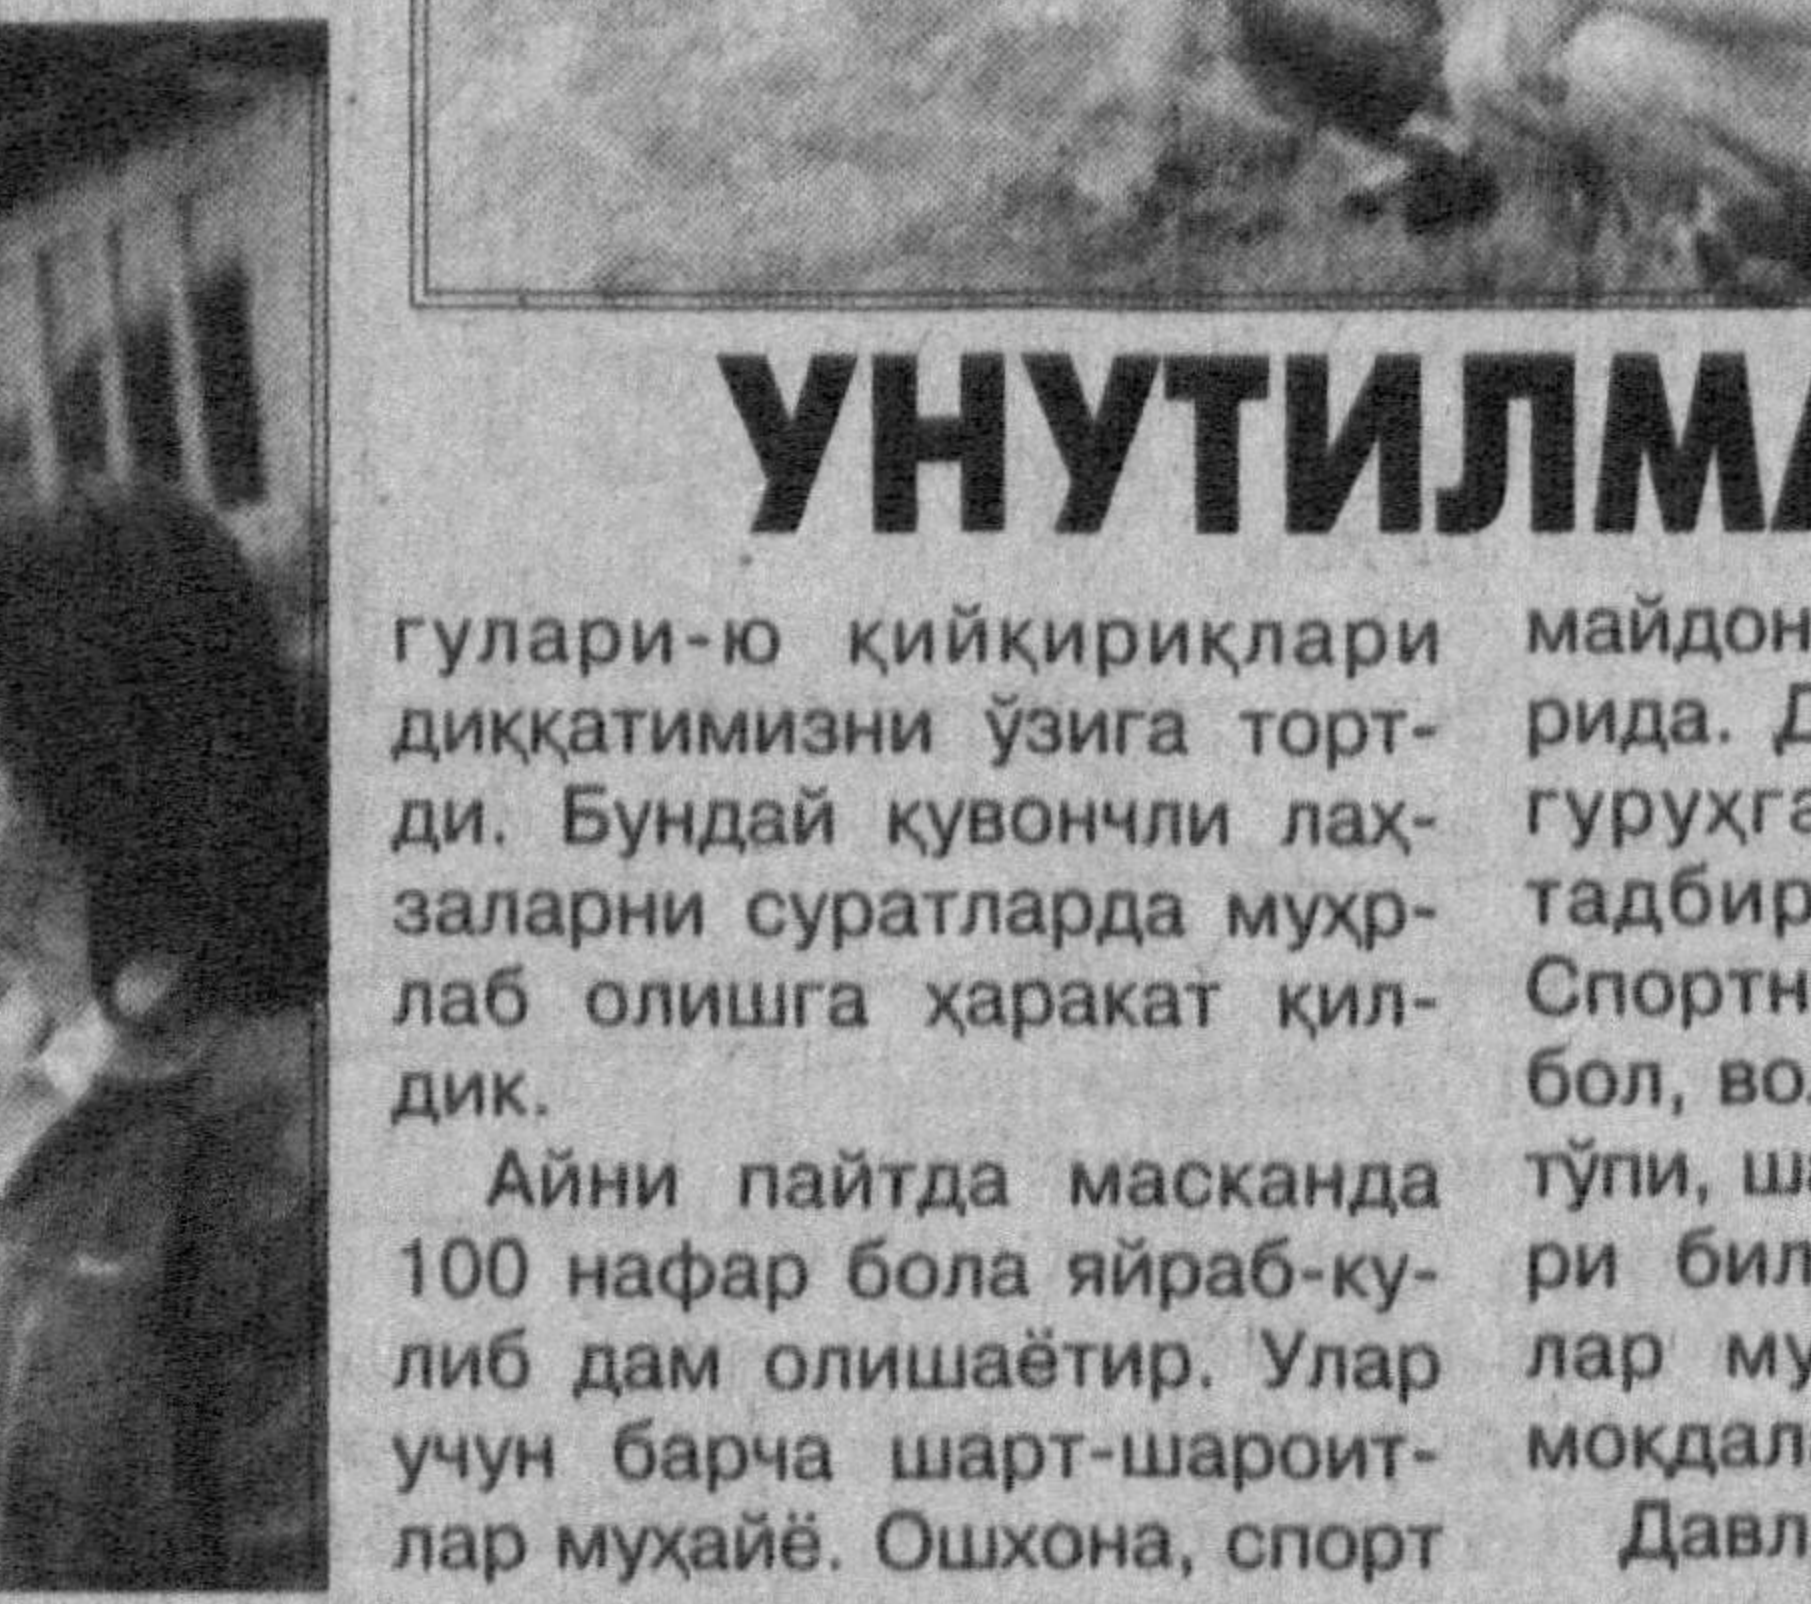 УНУТИЛМА
гулари-ю қийқириқлари
диққатимизни ўзига торт-
ди. Бундай қувончли лаҳ-
заларни суратларда муҳр-
лаб олишга ҳаракат қил-
дик.
Айни пайтда масканда
100 нафар бола яйраб-ку-
либ дам олишаётир. Улар
учун барча шарт-шароит-
лар муҳайё. Ошхона, спорт
майдон
рида. Д
гуруҳга
тадбир
Спортн
бол, во
тўпи, ш
ри бил
лар му
моқдал
Давл